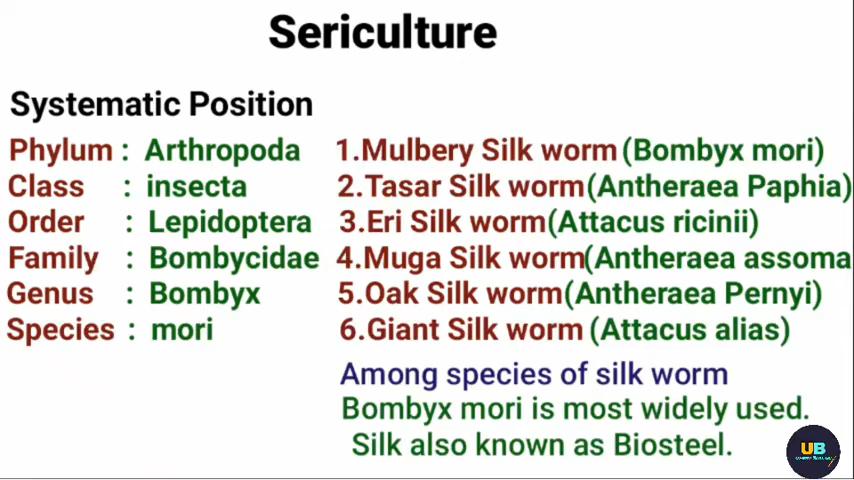 Sericulture
Systematic Position
Phylum : Arthropoda
Class : insecta
Order : Lepidoptera
Family : Bombycidae
Genus : Bombyx
Species : mori
1.Mulbery Silk worm (Bombyx mori)
2.Tasar Silk worm(Antheraea Paphia)
3.Eri Silk worm(Attacus ricinii)
4.Muga Silk worm(Antheraea assoma
5.Oak Silk worm(Antheraea Pernyi)
6.Giant Silk worm (Attacus alias)
Among species of silk worm
Bombyx mori is most widely used.
Silk also known as Biosteel.
UB